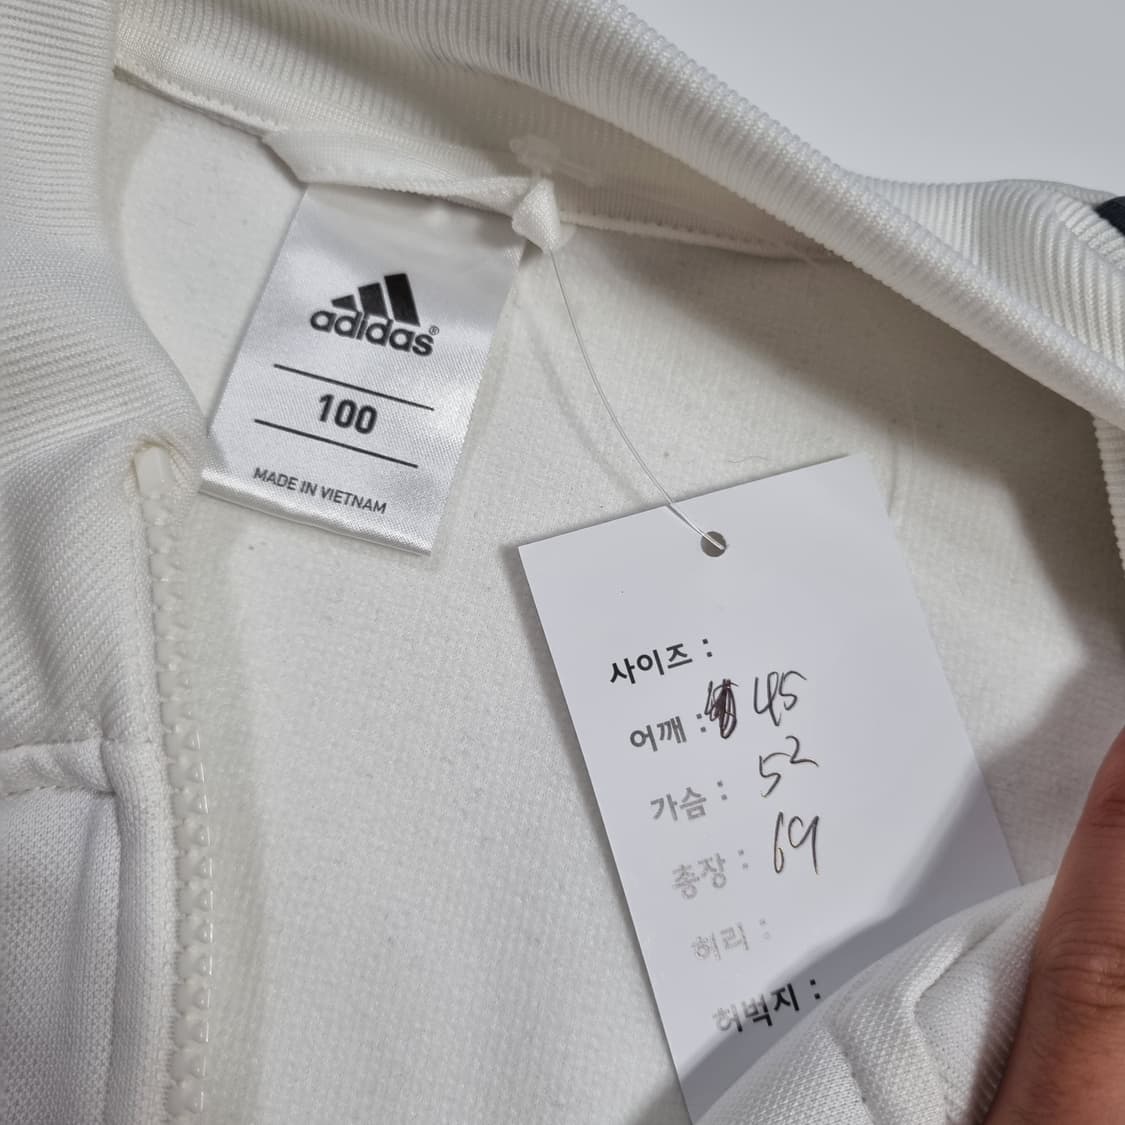 adidas®
100
MADE IN VIETNAM
사이즈 :
어깨 : 45
가슴 : 52
총장 : 69
허리 :
허벅지 :